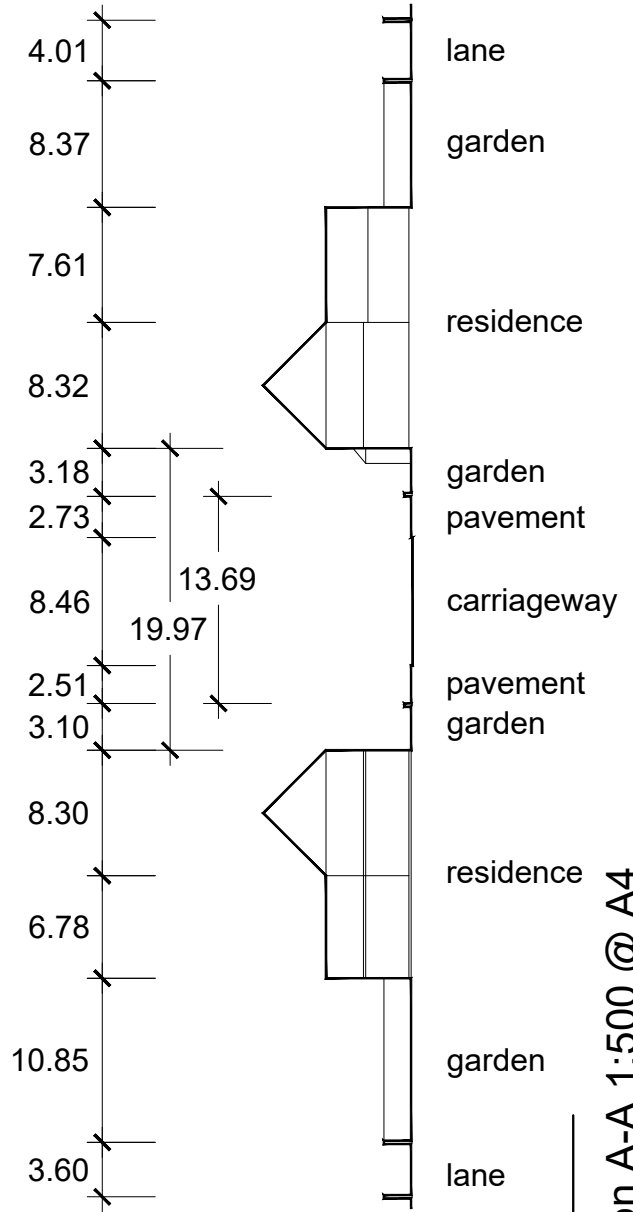 4.01 lane
8.37 garden
7.61
residence
8.32
3.18 garden
2.73 pavement
13.69
8.46 carriageway
19.97
2.51 pavement
3.10 garden
8.30
residence
6.78
10.85 garden
3.60 lane
A-A 1:500 @ A4